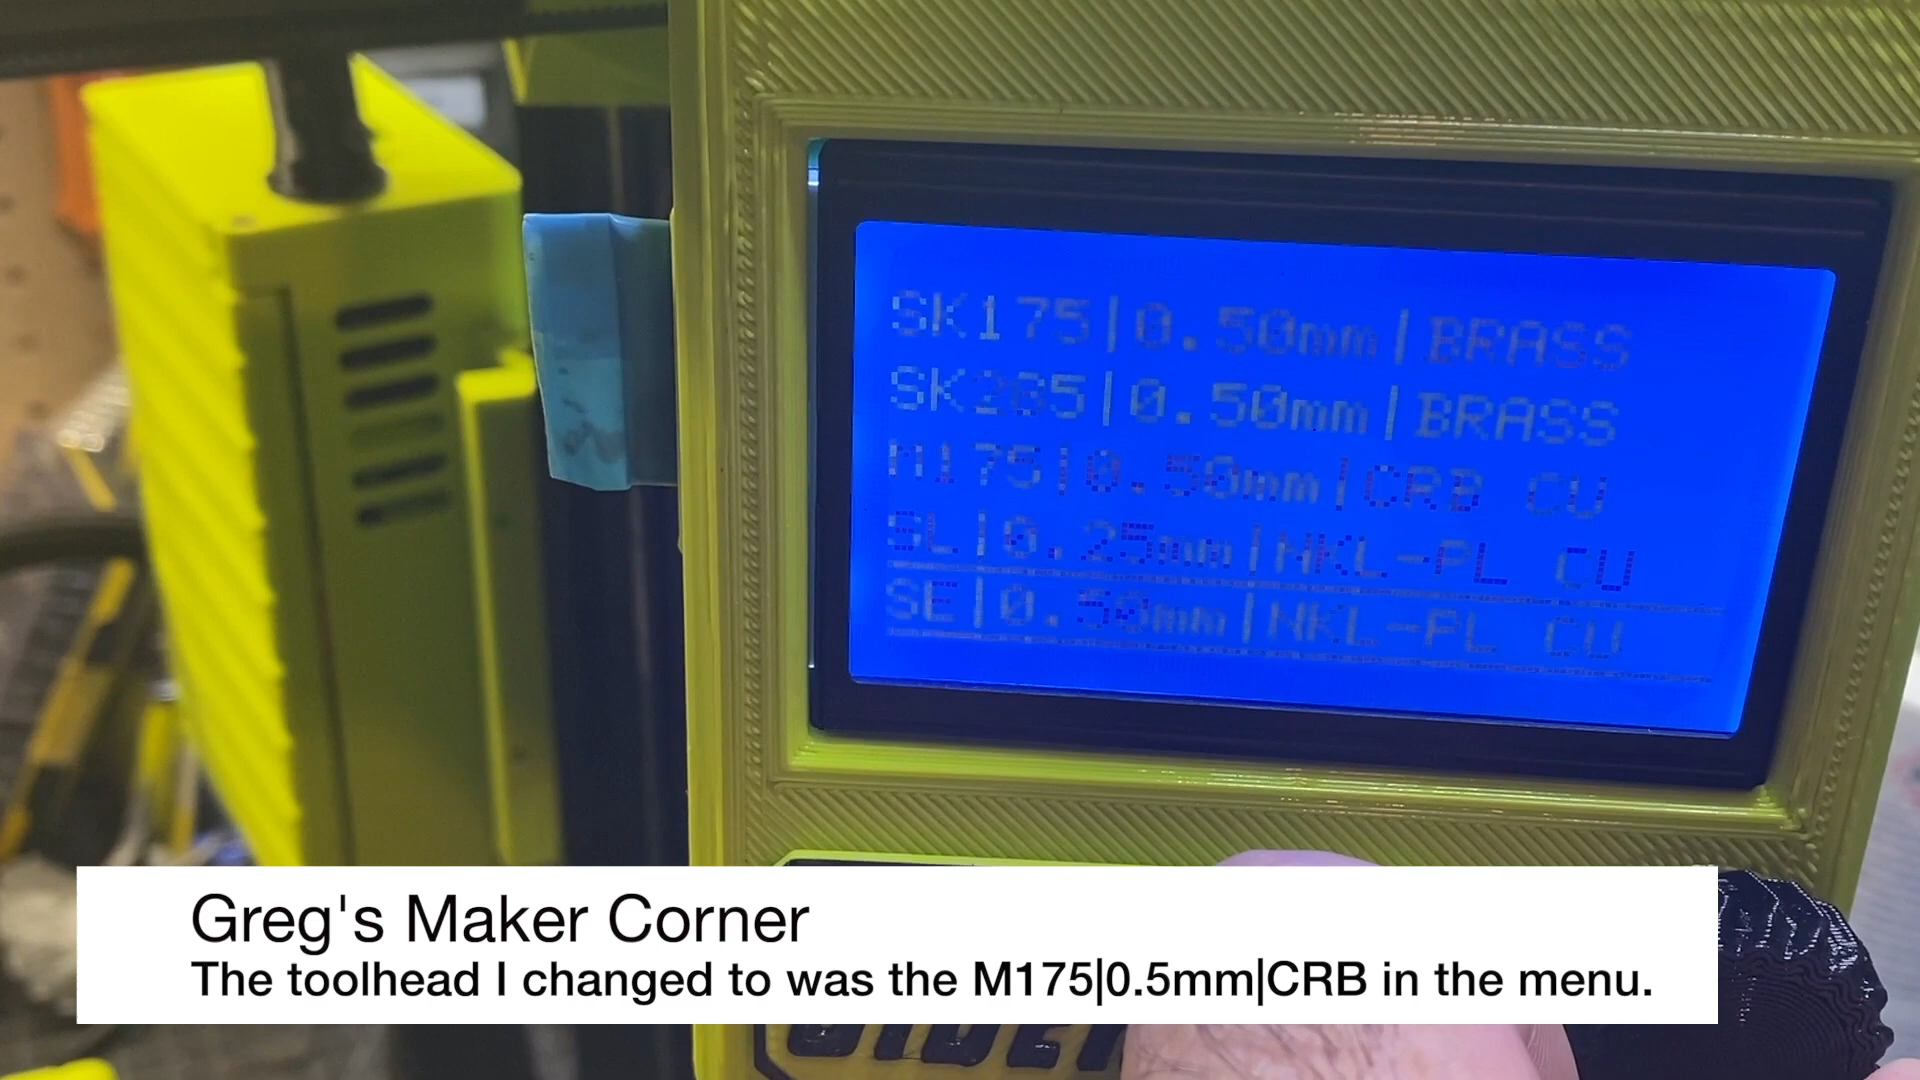 SK175|0.50mm|BRASS
SK285|0.50mm|BRASS
M175|0.50mm|CRB CU
SL|0.25mm|NKL-PL CU
SE|0.50mm|NKL-PL CU
Greg's Maker Corner
The toolhead I changed to was the M175|0.5mm|CRB in the menu.